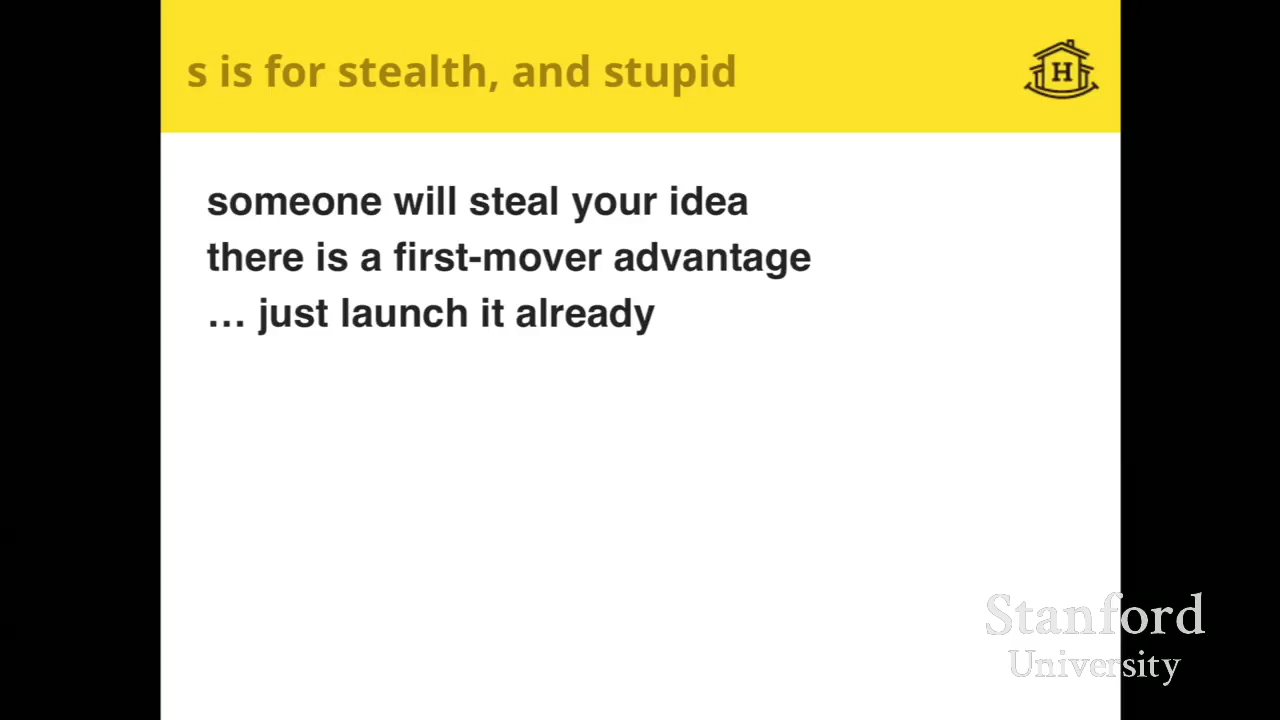 s is for stealth, and stupid
H
someone will steal your idea
there is a first-mover advantage
… just launch it already
Stanford
University